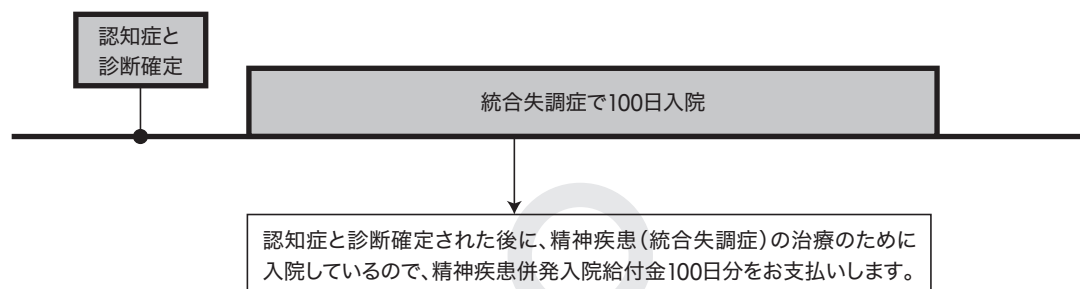 認知症と
診断確定
統合失調症で100日入院
認知症と診断確定された後に、精神疾患(統合失調症)の治療のために
入院しているので、精神疾患併発入院給付金100日分をお支払いします。